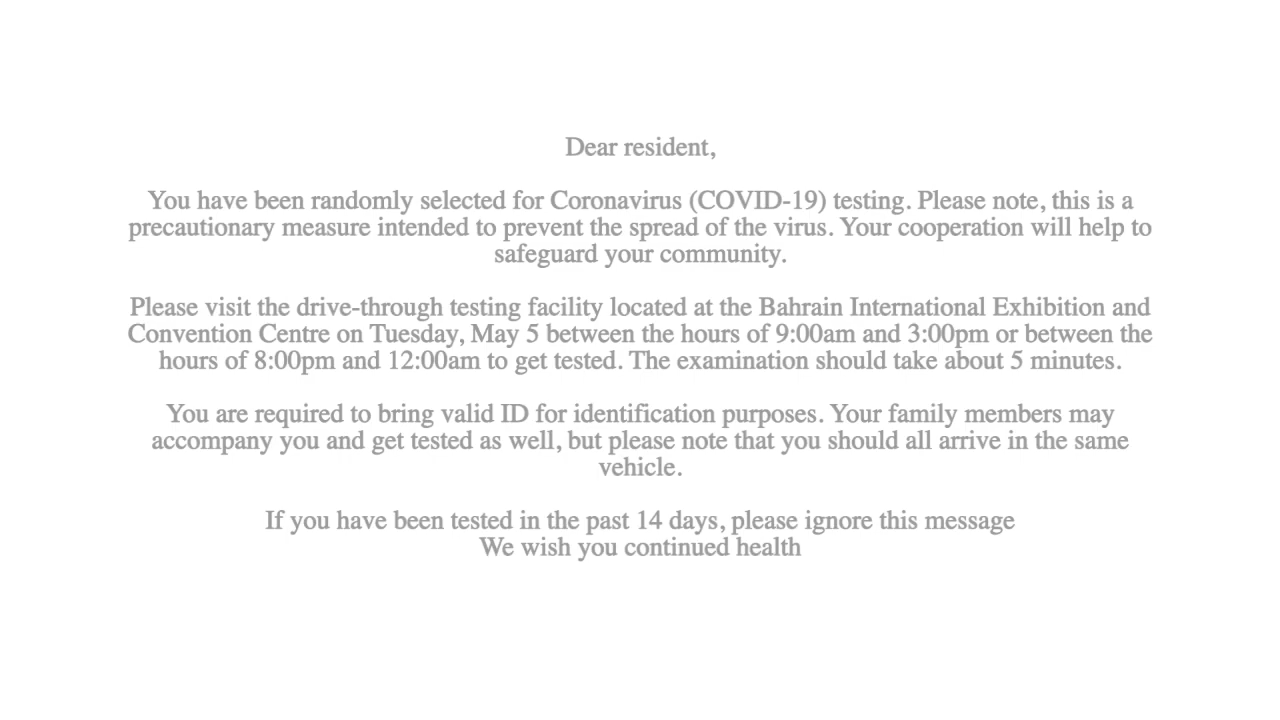 Dear resident,
You have been randomly selected for Coronavirus (COVID-19) testing. Please note, this is a
precautionary measure intended to prevent the spread of the virus. Your cooperation will help to
safeguard your community.
Please visit the drive-through testing facility located at the Bahrain International Exhibition and
Convention Centre on Tuesday, May 5 between the hours of 9:00am and 3:00pm or between the
hours of 8:00pm and 12:00am to get tested. The examination should take about 5 minutes.
You are required to bring valid ID for identification purposes. Your family members may
accompany you and get tested as well, but please note that you should all arrive in the same
vehicle.
If you have been tested in the past 14 days, please ignore this message
We wish you continued health